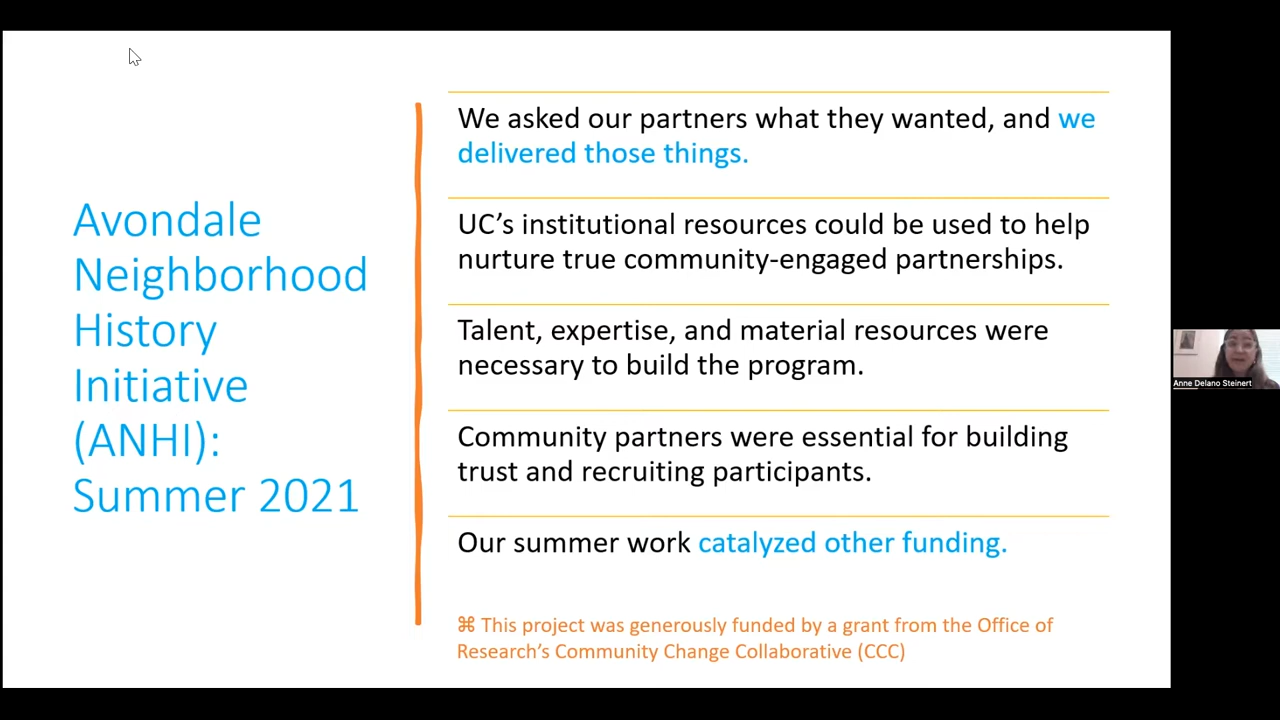 Avondale
Neighborhood
History
Initiative
(ANHI):
Summer 2021
We asked our partners what they wanted, and we
delivered those things.
UC’s institutional resources could be used to help
nurture true community-engaged partnerships.
Talent, expertise, and material resources were
necessary to build the program.
Community partners were essential for building
trust and recruiting participants.
Our summer work catalyzed other funding.
⌘ This project was generously funded by a grant from the Office of
Research’s Community Change Collaborative (CCC)
Anne Delano Steinert